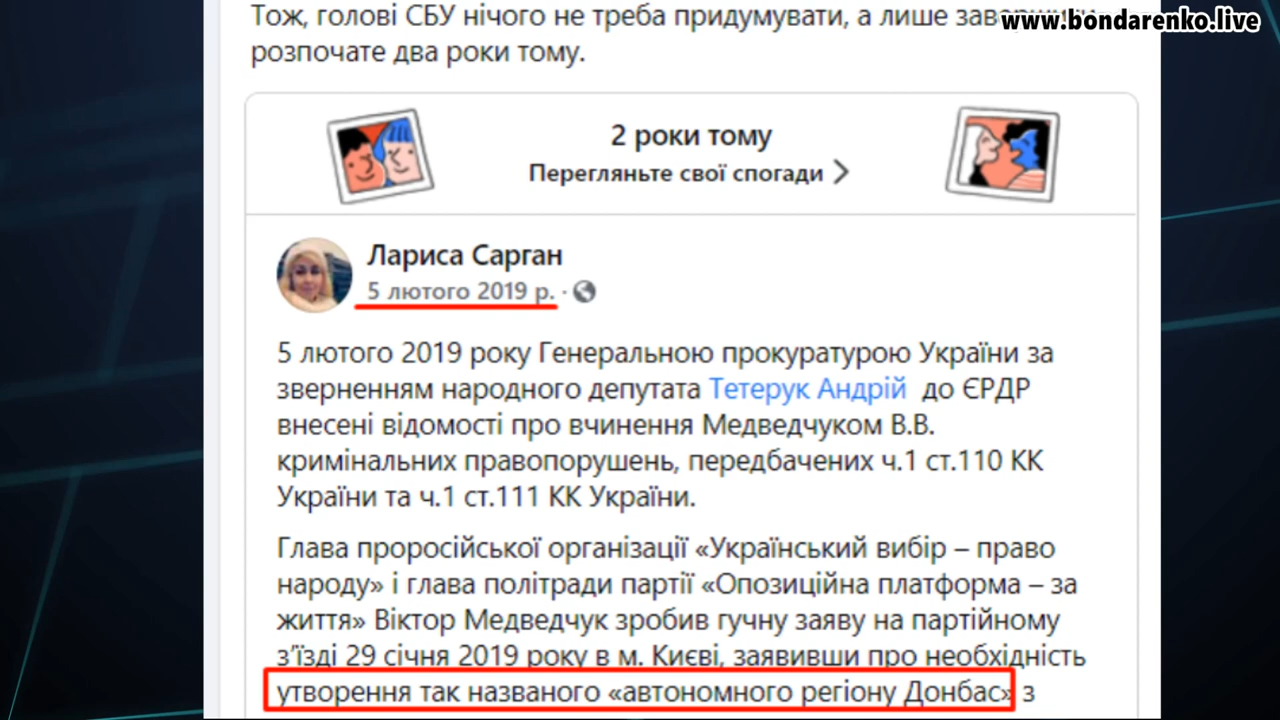 Тож, голові СБУ нічого не треба придумувати, а лише
www.bondarenko.live
розпочате два роки тому.
2 роки тому
Перегляньте свої спогади
Лариса Сарган
5 лютого 2019 р. ·
5 лютого 2019 року Генеральною прокуратурою України за
зверненням народного депутата Тетерук Андрій до ЄРДР
внесені відомості про вчинення Медведчуком В.В.
кримінальних правопорушень, передбачених ч.1 ст.110 КК
України та ч.1 ст.111 КК України.
Глава проросійської організації «Український вибір – право
народу» і глава політради партії «Опозиційна платформа – за
життя» Віктор Медведчук зробив гучну заяву на партійному
з'їзді 29 січня 2019 року в м. Києві, заявивши про необхідність
утворення так названого «автономного регіону Донбас» з